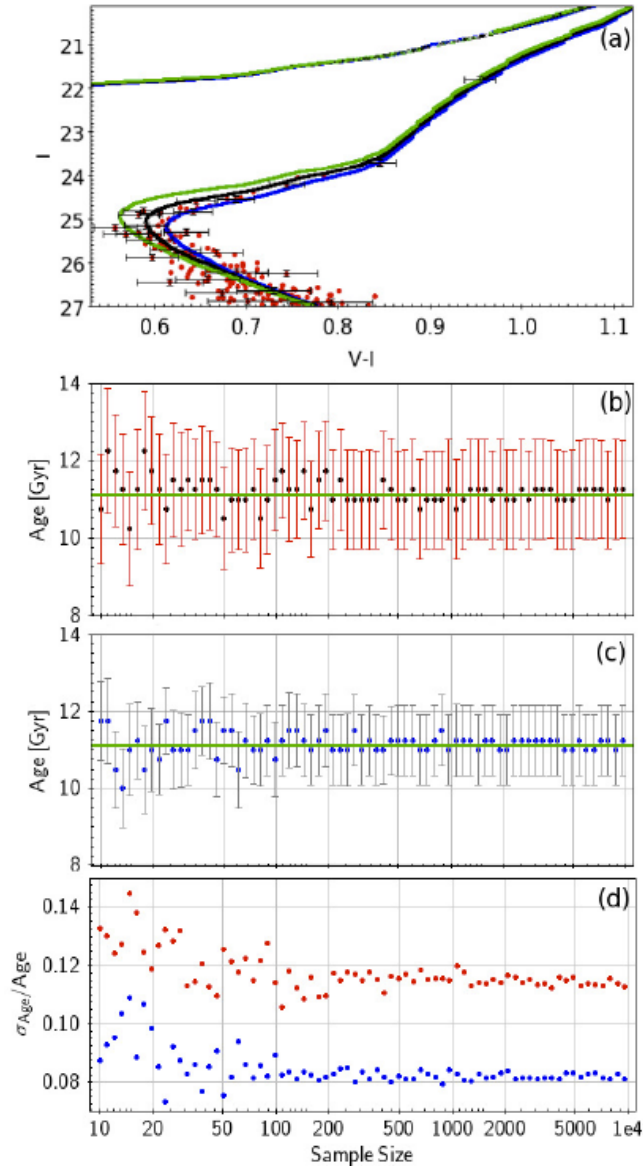 (a)
21
22
23
24
25
26
27
I
0.6 0.7 0.8 0.9 1.0 1.1
V-I
(b)
14
12
10
8
Age [Gyr]
(c)
14
12
10
8
Age [Gyr]
(d)
0.14
0.12
0.10
0.08
σAge/Age
10 20 50 100 200 500 1000 2000 5000 1e4
Sample Size